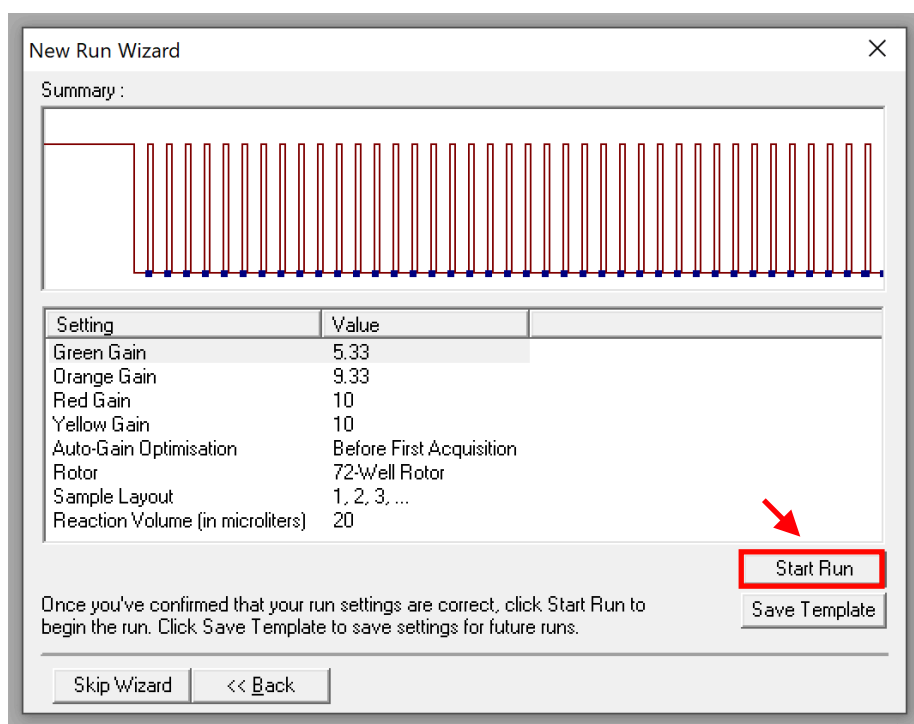 New Run Wizard
Summary :
Setting Value
Green Gain 5.33
Orange Gain 9.33
Red Gain 10
Yellow Gain 10
Auto-Gain Optimisation Before First Acquisition
Rotor 72-Well Rotor
Sample Layout 1, 2, 3, ...
Reaction Volume (in microliters) 20
Start Run
Once you've confirmed that your run settings are correct, click Start Run to
begin the run. Click Save Template to save settings for future runs.
Save Template
Skip Wizard << Back